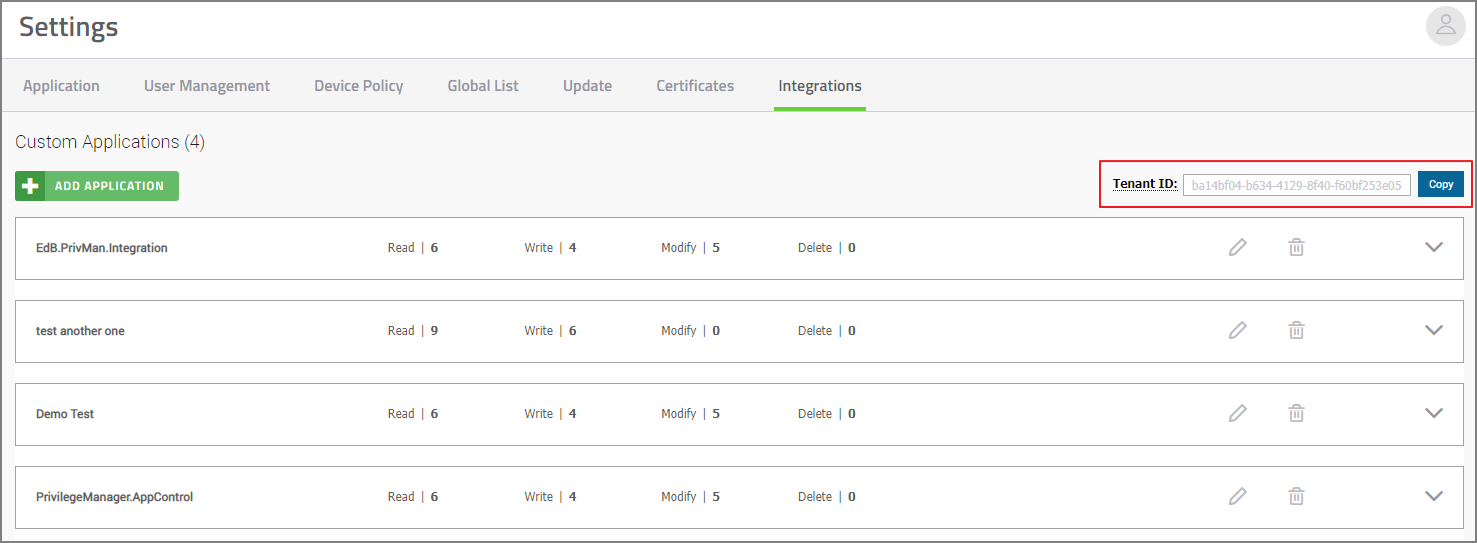 Settings
Application User Management Device Policy Global List Update Certificates Integrations
Custom Applications (4)
ADD APPLICATION Tenant ID: ba14bf04-b634-4129-8f40-f60bf253e05 Copy
EdB.PrivMan.Integration Read | 6 Write | 4 Modify | 5 Delete | 0
test another one Read | 9 Write | 6 Modify | 0 Delete | 0
Demo Test Read | 6 Write | 4 Modify | 5 Delete | 0
PrivilegeManager.AppControl Read | 6 Write | 4 Modify | 5 Delete | 0